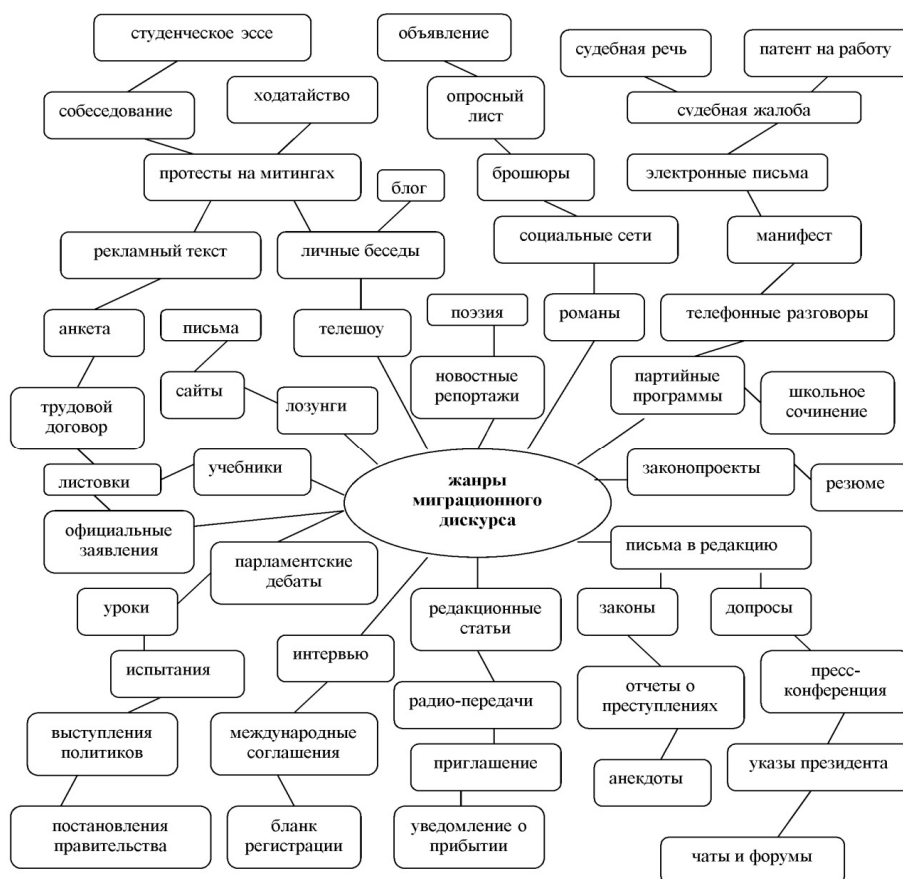 студенческое эссе
объявление
судебная речь
патент на работу
собеседование
ходатайство
опросный
лист
судебная жалоба
протесты на митингах
блог
брошюры
электронные письма
рекламный текст
личные беседы
социальные сети
манифест
анкета
письма
телешоу
поэзия
романы
телефонные разговоры
трудовой
договор
сайты
лозунги
новостные
репортажи
партийные
программы
школьное
сочинение
листовки
учебники
жанры
миграционного
дискурса
законопроекты
резюме
официальные
заявления
парламентские
дебаты
письма в редакцию
уроки
редакционные
статьи
законы
допросы
испытания
интервью
отчеты о
преступлениях
пресс-
конференция
выступления
политиков
международные
соглашения
радио-передачи
приглашение
анекдоты
указы президента
постановления
правительства
бланк
регистрации
уведомление о
прибытии
чаты и форумы